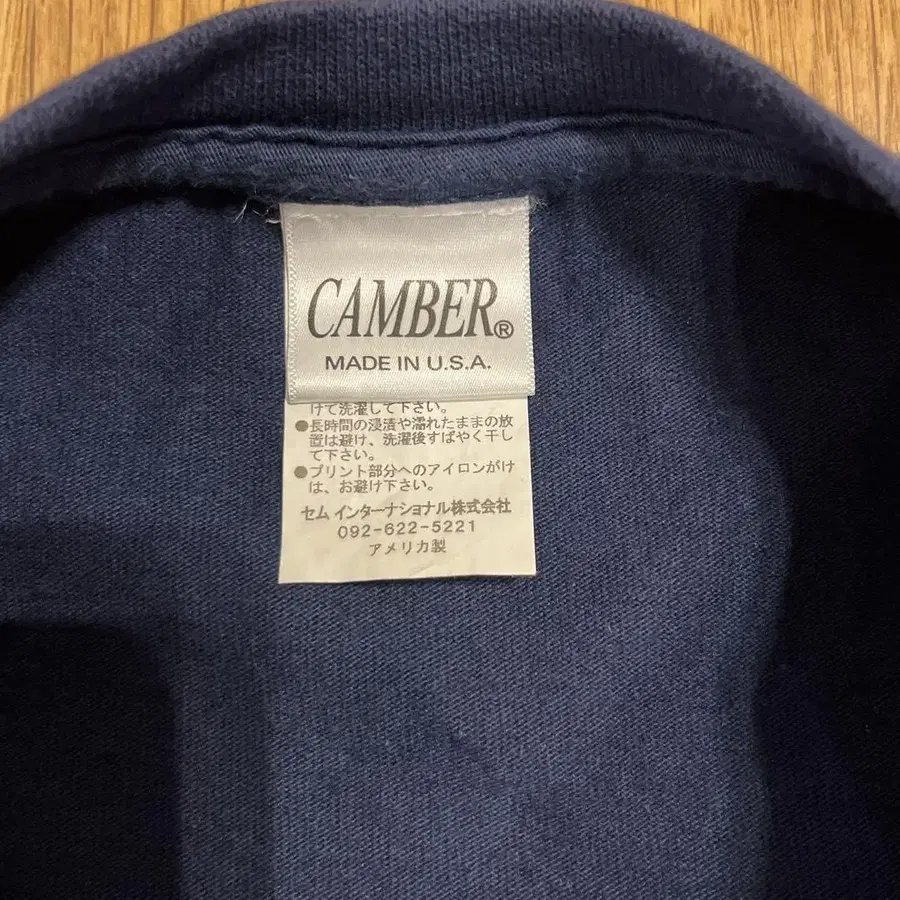 CAMBER®
MADE IN U.S.A.
けて洗濯して下さい。
●長時間の浸漬や濡れたままの放
置は避け、洗濯後すばやく干し
て下さい。
●プリント部分へのアイロンがけ
は、お避け下さい。
セム インターナショナル株式会社
092-622-5221
アメリカ製